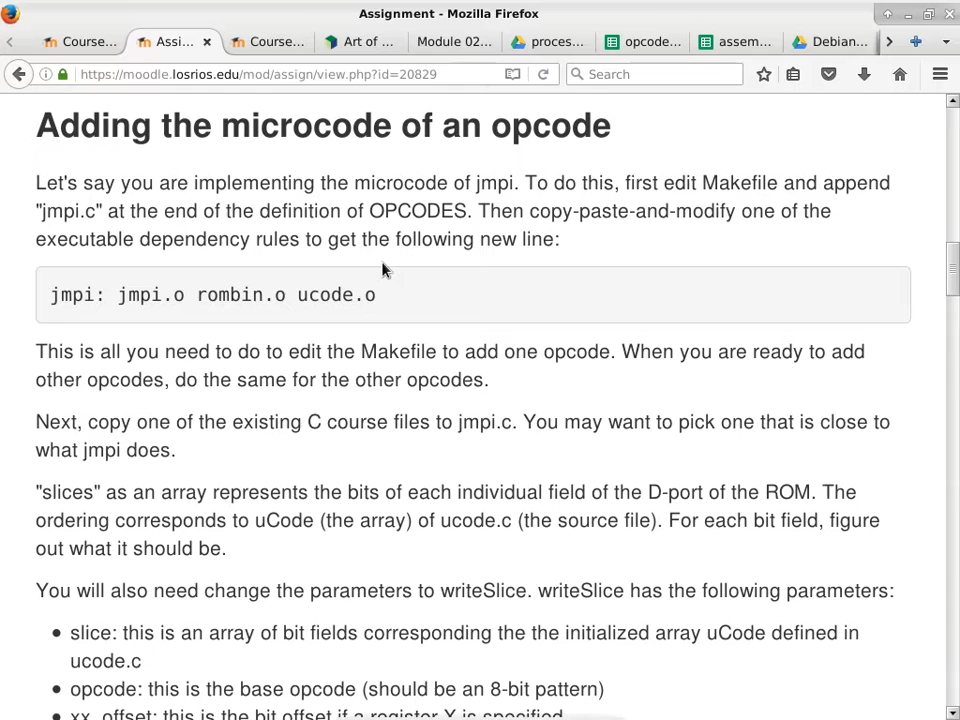 Assignment - Mozilla Firefox
Course...
Assi...
Course...
Art of ...
Module 02...
proces...
opcode...
assem...
Debian...
https://moodle.losrios.edu/mod/assign/view.php?id=20829
Search
Adding the microcode of an opcode
Let's say you are implementing the microcode of jmpi. To do this, first edit Makefile and append
"jmpi.c" at the end of the definition of OPCODES. Then copy-paste-and-modify one of the
executable dependency rules to get the following new line:
jmpi: jmpi.o rombin.o ucode.o
This is all you need to do to edit the Makefile to add one opcode. When you are ready to add
other opcodes, do the same for the other opcodes.
Next, copy one of the existing C course files to jmpi.c. You may want to pick one that is close to
what jmpi does.
"slices" as an array represents the bits of each individual field of the D-port of the ROM. The
ordering corresponds to uCode (the array) of ucode.c (the source file). For each bit field, figure
out what it should be.
You will also need change the parameters to writeSlice. writeSlice has the following parameters:
• slice: this is an array of bit fields corresponding the the initialized array uCode defined in
ucode.c
• opcode: this is the base opcode (should be an 8-bit pattern)
• xx_offset: this is the bit offset if a register X is specified